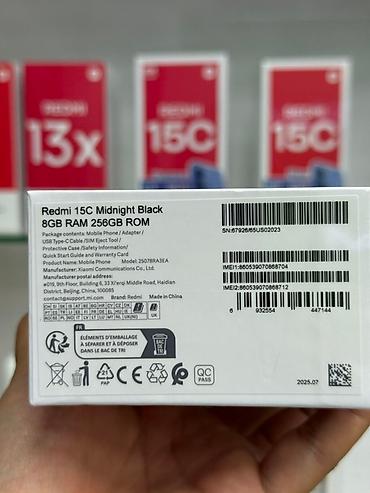 REDMI
13x
REDMI
15C
REDMI
15C
Redmi 15C Midnight Black
8GB RAM 256GB ROM
Package contents: Mobile Phone / Adapter /
USB Type-C Cable /SIM Eject Tool /
Protective Case /Safety Information/
Quick Start Guide and Warranty Card
Product Name: Mobile Phone Model: 25078RA3EA
Manufacturer: Xiaomi Communications Co., Ltd.
Manufacturer's postal address:
#019, 9th Floor, Building 6, 33 Xi'erqi Middle Road, Haidian
District, Beijing, China, 100085
contact@support.mi.com Brand: Redmi Made in China
SN:67926/65US02023
IMEI1:860539070868704
IMEI2:860539070868712
6 932554 447144
FR
ÉLÉMENTS D'EMBALLAGE
À SÉPARER ET À DÉPOSER
DANS LE BAC DE TRI
BAC
DE
TRI
PAP
QC
PASS
2025.07